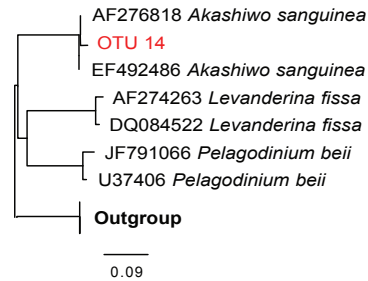 AF276818 Akashiwo sanguinea
OTU 14
EF492486 Akashiwo sanguinea
AF274263 Levanderina fissa
DQ084522 Levanderina fissa
JF791066 Pelagodinium beii
U37406 Pelagodinium beii
Outgroup
0.09